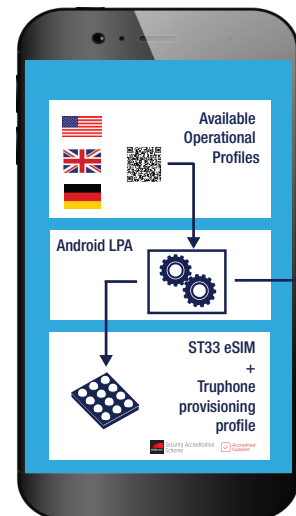 Available
Operational
Profiles
Android LPA
ST33 eSIM
+
Truphone
provisioning
profile
Security Accreditation
Scheme
Accredited
Supplier